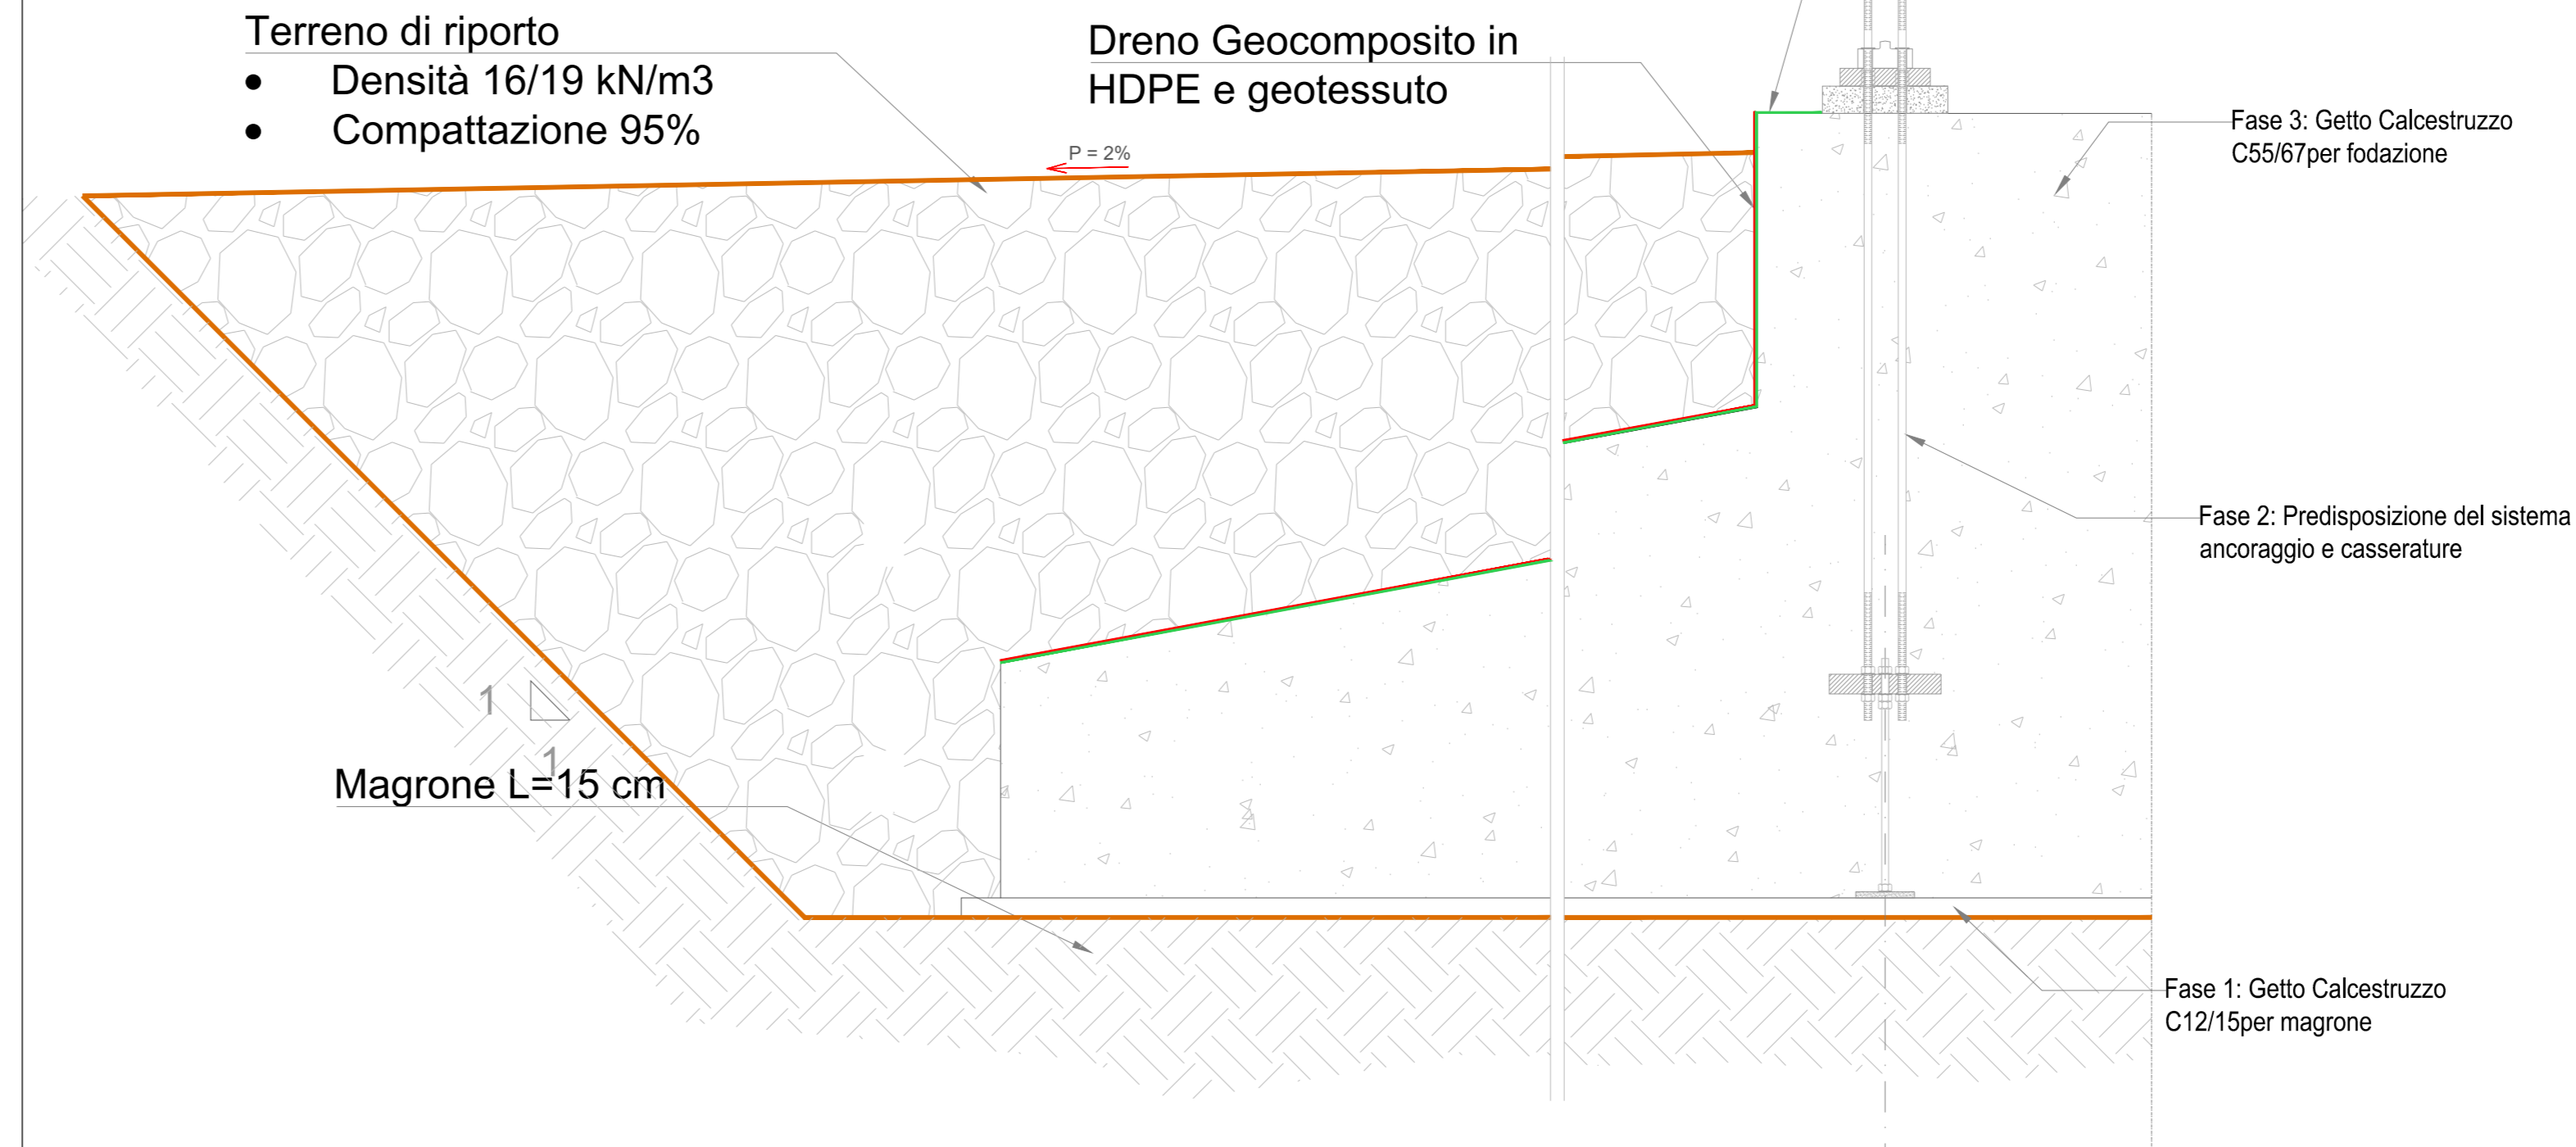 Terreno di riporto
• Densità 16/19 kN/m3
• Compattazione 95%
Dreno Geocomposito in
HDPE e geotessuto
P = 2%
Fase 3: Getto Calcestruzzo
C55/67per fodazione
Fase 2: Predisposizione del sistema
ancoraggio e casserature
1
1
Magrone L=15 cm
Fase 1: Getto Calcestruzzo
C12/15per magrone